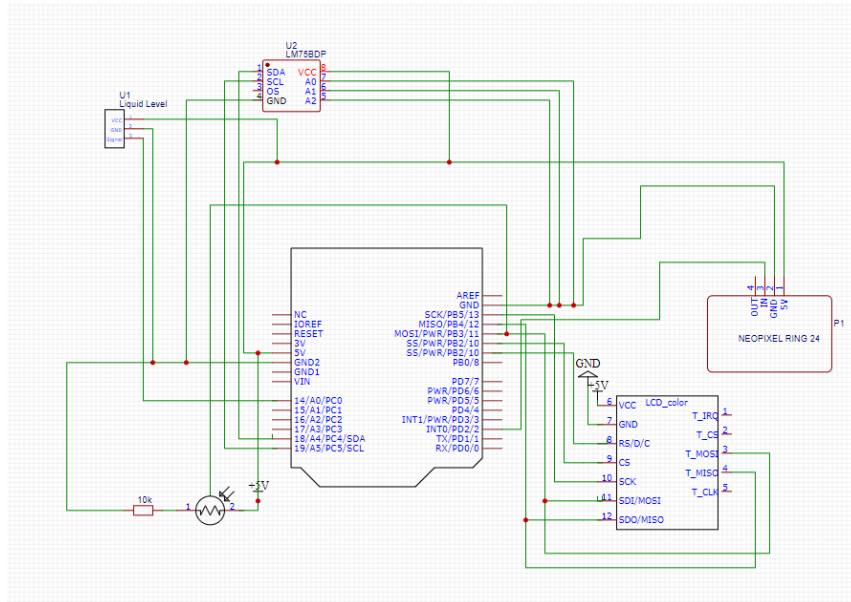 U2
LM75BDP
1 SDA VCC 8
2 SCL A0 7
3 OS A1 6
4 GND A2 5
U1
Liquid Level
VCC 1
GND 2
Signal 3
AREF
GND
NC SCK/PB5/13
IOREF MISO/PB4/12
RESET MOSI/PWR/PB3/11
3V SS/PWR/PB2/10
5V SS/PWR/PB2/10
GND2 PB0/8
GND1
VIN PD7/7
PWR/PD6/6
14/A0/PC0 PWR/PD5/5
15/A1/PC1 PD4/4
16/A2/PC2 INT1/PWR/PD3/3
17/A3/PC3 INT0/PD2/2
18/A4/PC4/SDA TX/PD1/1
19/A5/PC5/SCL RX/PD0/0
4 3 2 1
OUT
IN
GND
5V
P1
NEOPIXEL RING 24
GND
+5V
LCD_color
6 VCC T_IRQ 1
7 GND T_CS 2
8 RS/D/C T_MOSI 3
9 CS T_MISO 4
10 SCK T_CLK 5
11 SDI/MOSI
12 SDO/MISO
+5V
10k
1 2